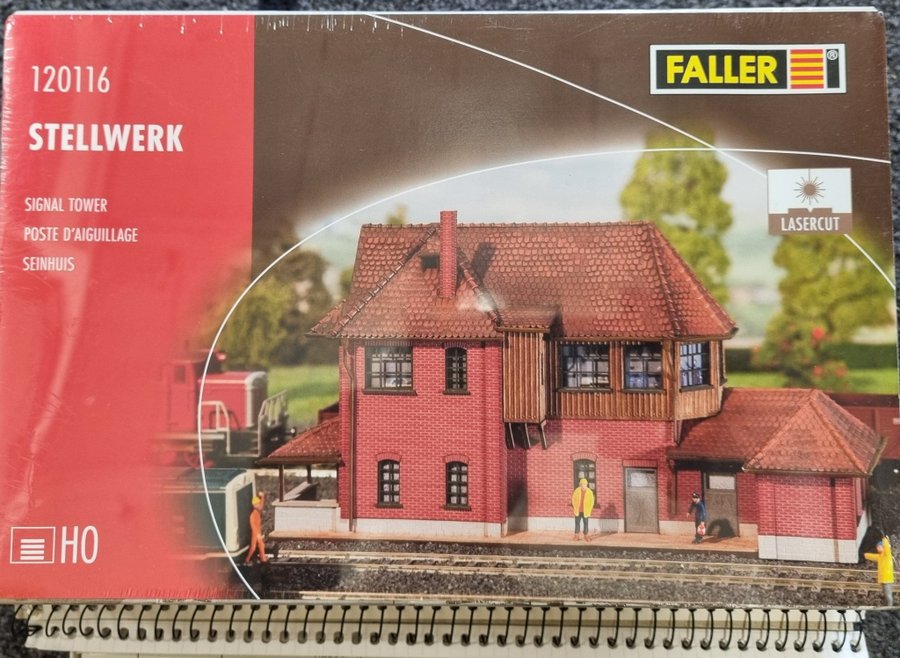 120116
STELLWERK
SIGNAL TOWER
POSTE D'AIGUILLAGE
SEINHUIS
H0
FALLER®
LASERCUT